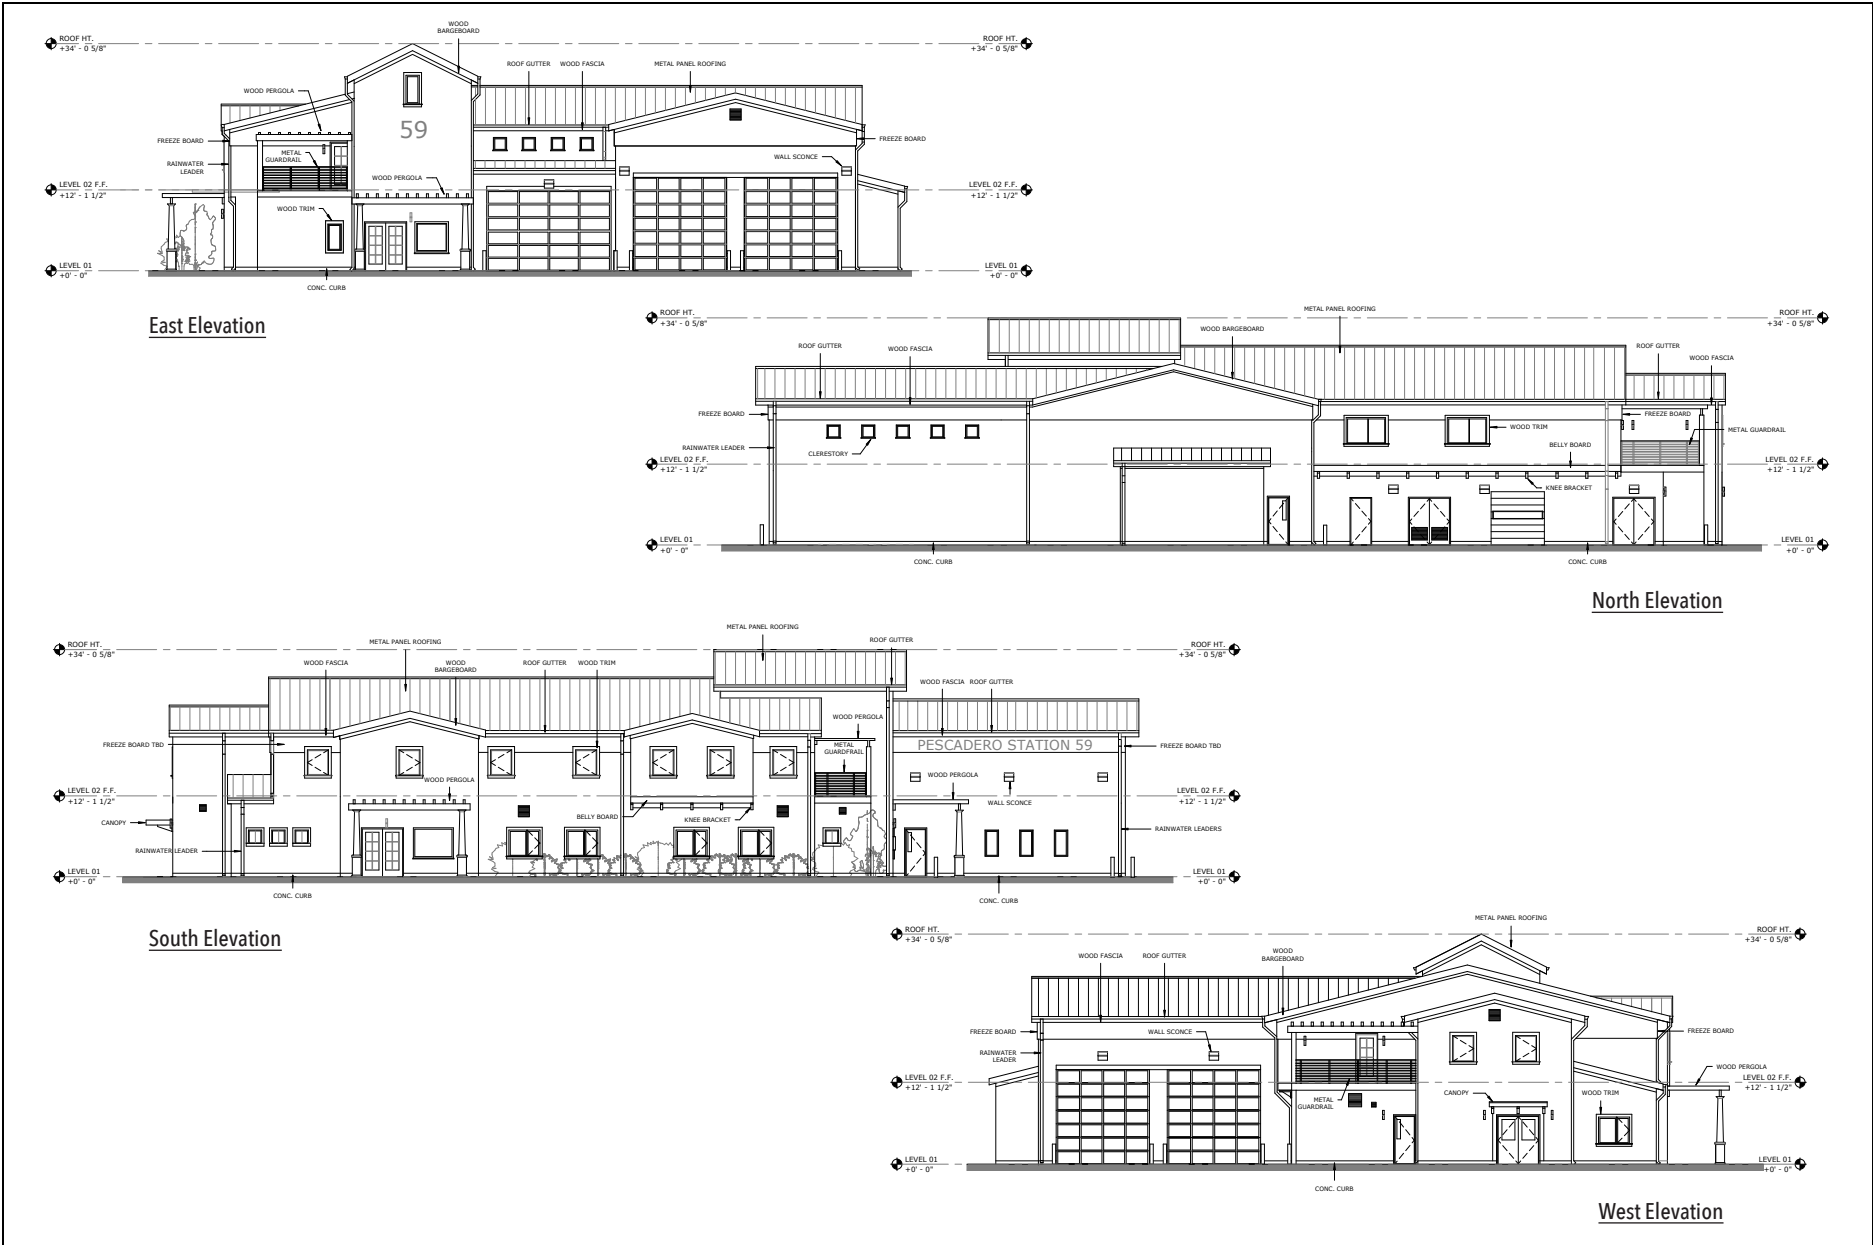 WOOD
BARGEBOARD
ROOF HT.
+34' - 0 5/8"
ROOF HT.
+34' - 0 5/8"
ROOF GUTTER
WOOD FASCIA
METAL PANEL ROOFING
WOOD PERGOLA
59
FREEZE BOARD
FREEZE BOARD
METAL
GUARDRAIL
WALL SCONCE
RAINWATER
LEADER
WOOD PERGOLA
LEVEL 02 F.F.
+12' - 1 1/2"
LEVEL 02 F.F.
+12' - 1 1/2"
WOOD TRIM
LEVEL 01
+0' - 0"
LEVEL 01
+0' - 0"
CONC. CURB
East Elevation
ROOF HT.
+34' - 0 5/8"
METAL PANEL ROOFING
ROOF HT.
+34' - 0 5/8"
WOOD BARGEBOARD
ROOF GUTTER
WOOD FASCIA
ROOF GUTTER
WOOD FASCIA
FREEZE BOARD
FREEZE BOARD
WOOD TRIM
METAL GUARDRAIL
RAINWATER LEADER
CLERESTORY
BELLY BOARD
LEVEL 02 F.F.
+12' - 1 1/2"
LEVEL 02 F.F.
+12' - 1 1/2"
KNEE BRACKET
LEVEL 01
+0' - 0"
LEVEL 01
+0' - 0"
CONC. CURB
CONC. CURB
North Elevation
METAL PANEL ROOFING
METAL PANEL ROOFING
ROOF GUTTER
ROOF HT.
+34' - 0 5/8"
ROOF HT.
+34' - 0 5/8"
WOOD FASCIA
WOOD
BARGEBOARD
ROOF GUTTER
WOOD TRIM
WOOD FASCIA
ROOF GUTTER
WOOD PERGOLA
FREEZE BOARD TBD
METAL
GUARDFRAIL
PESCADERO STATION 59
FREEZE BOARD TBD
WOOD PERGOLA
WOOD PERGOLA
LEVEL 02 F.F.
+12' - 1 1/2"
LEVEL 02 F.F.
+12' - 1 1/2"
WALL SCONCE
BELLY BOARD
KNEE BRACKET
CANOPY
RAINWATER LEADERS
RAINWATER LEADER
LEVEL 01
+0' - 0"
LEVEL 01
+0' - 0"
CONC. CURB
CONC. CURB
South Elevation
METAL PANEL ROOFING
ROOF HT.
+34' - 0 5/8"
ROOF HT.
+34' - 0 5/8"
WOOD FASCIA
ROOF GUTTER
WOOD
BARGEBOARD
FREEZE BOARD
WALL SCONCE
FREEZE BOARD
RAINWATER
LEADER
WOOD PERGOLA
LEVEL 02 F.F.
+12' - 1 1/2"
LEVEL 02 F.F.
+12' - 1 1/2"
METAL
GUARDRAIL
CANOPY
WOOD TRIM
LEVEL 01
+0' - 0"
LEVEL 01
+0' - 0"
CONC. CURB
West Elevation